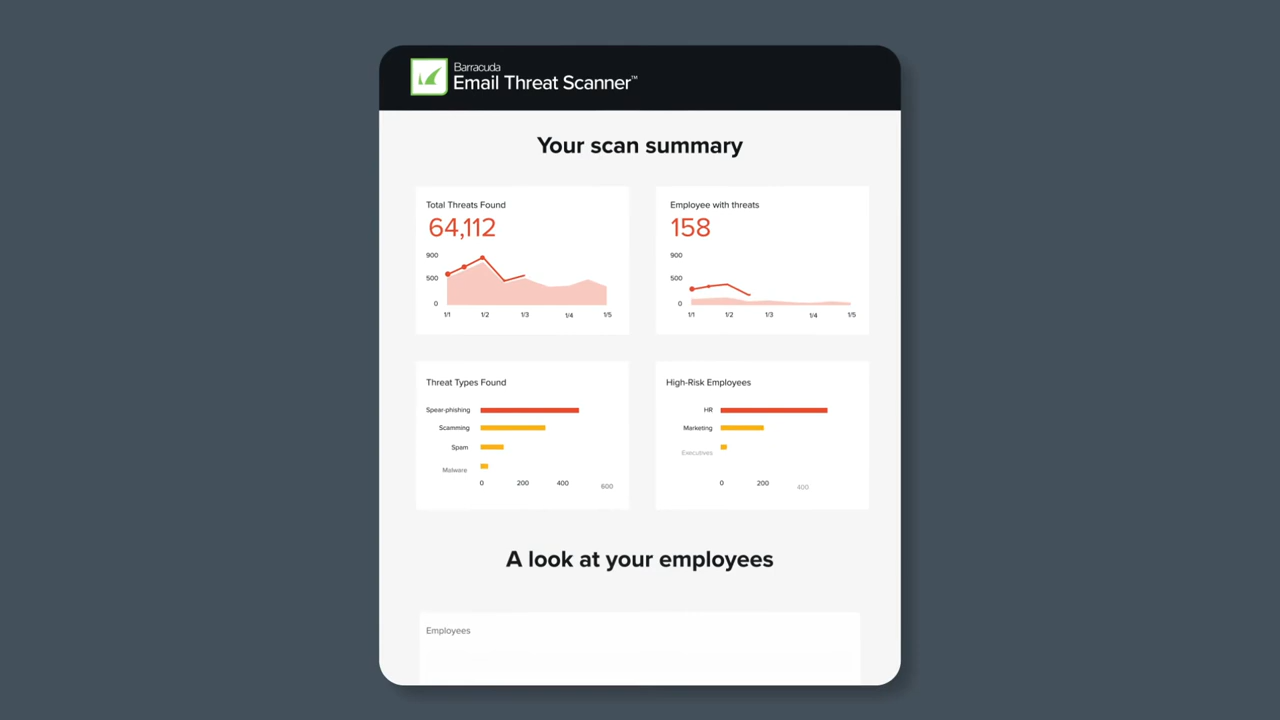 Barracuda
Email Threat Scanner™
Your scan summary
Total Threats Found
64,112
900
500
0
1/1 1/2 1/3 1/4 1/5
Employee with threats
158
900
500
0
1/1 1/2 1/3 1/4 1/5
Threat Types Found
Spear-phishing
Scamming
Spam
Malware
0 200 400 600
High-Risk Employees
HR
Marketing
Executives
0 200 400
A look at your employees
Employees